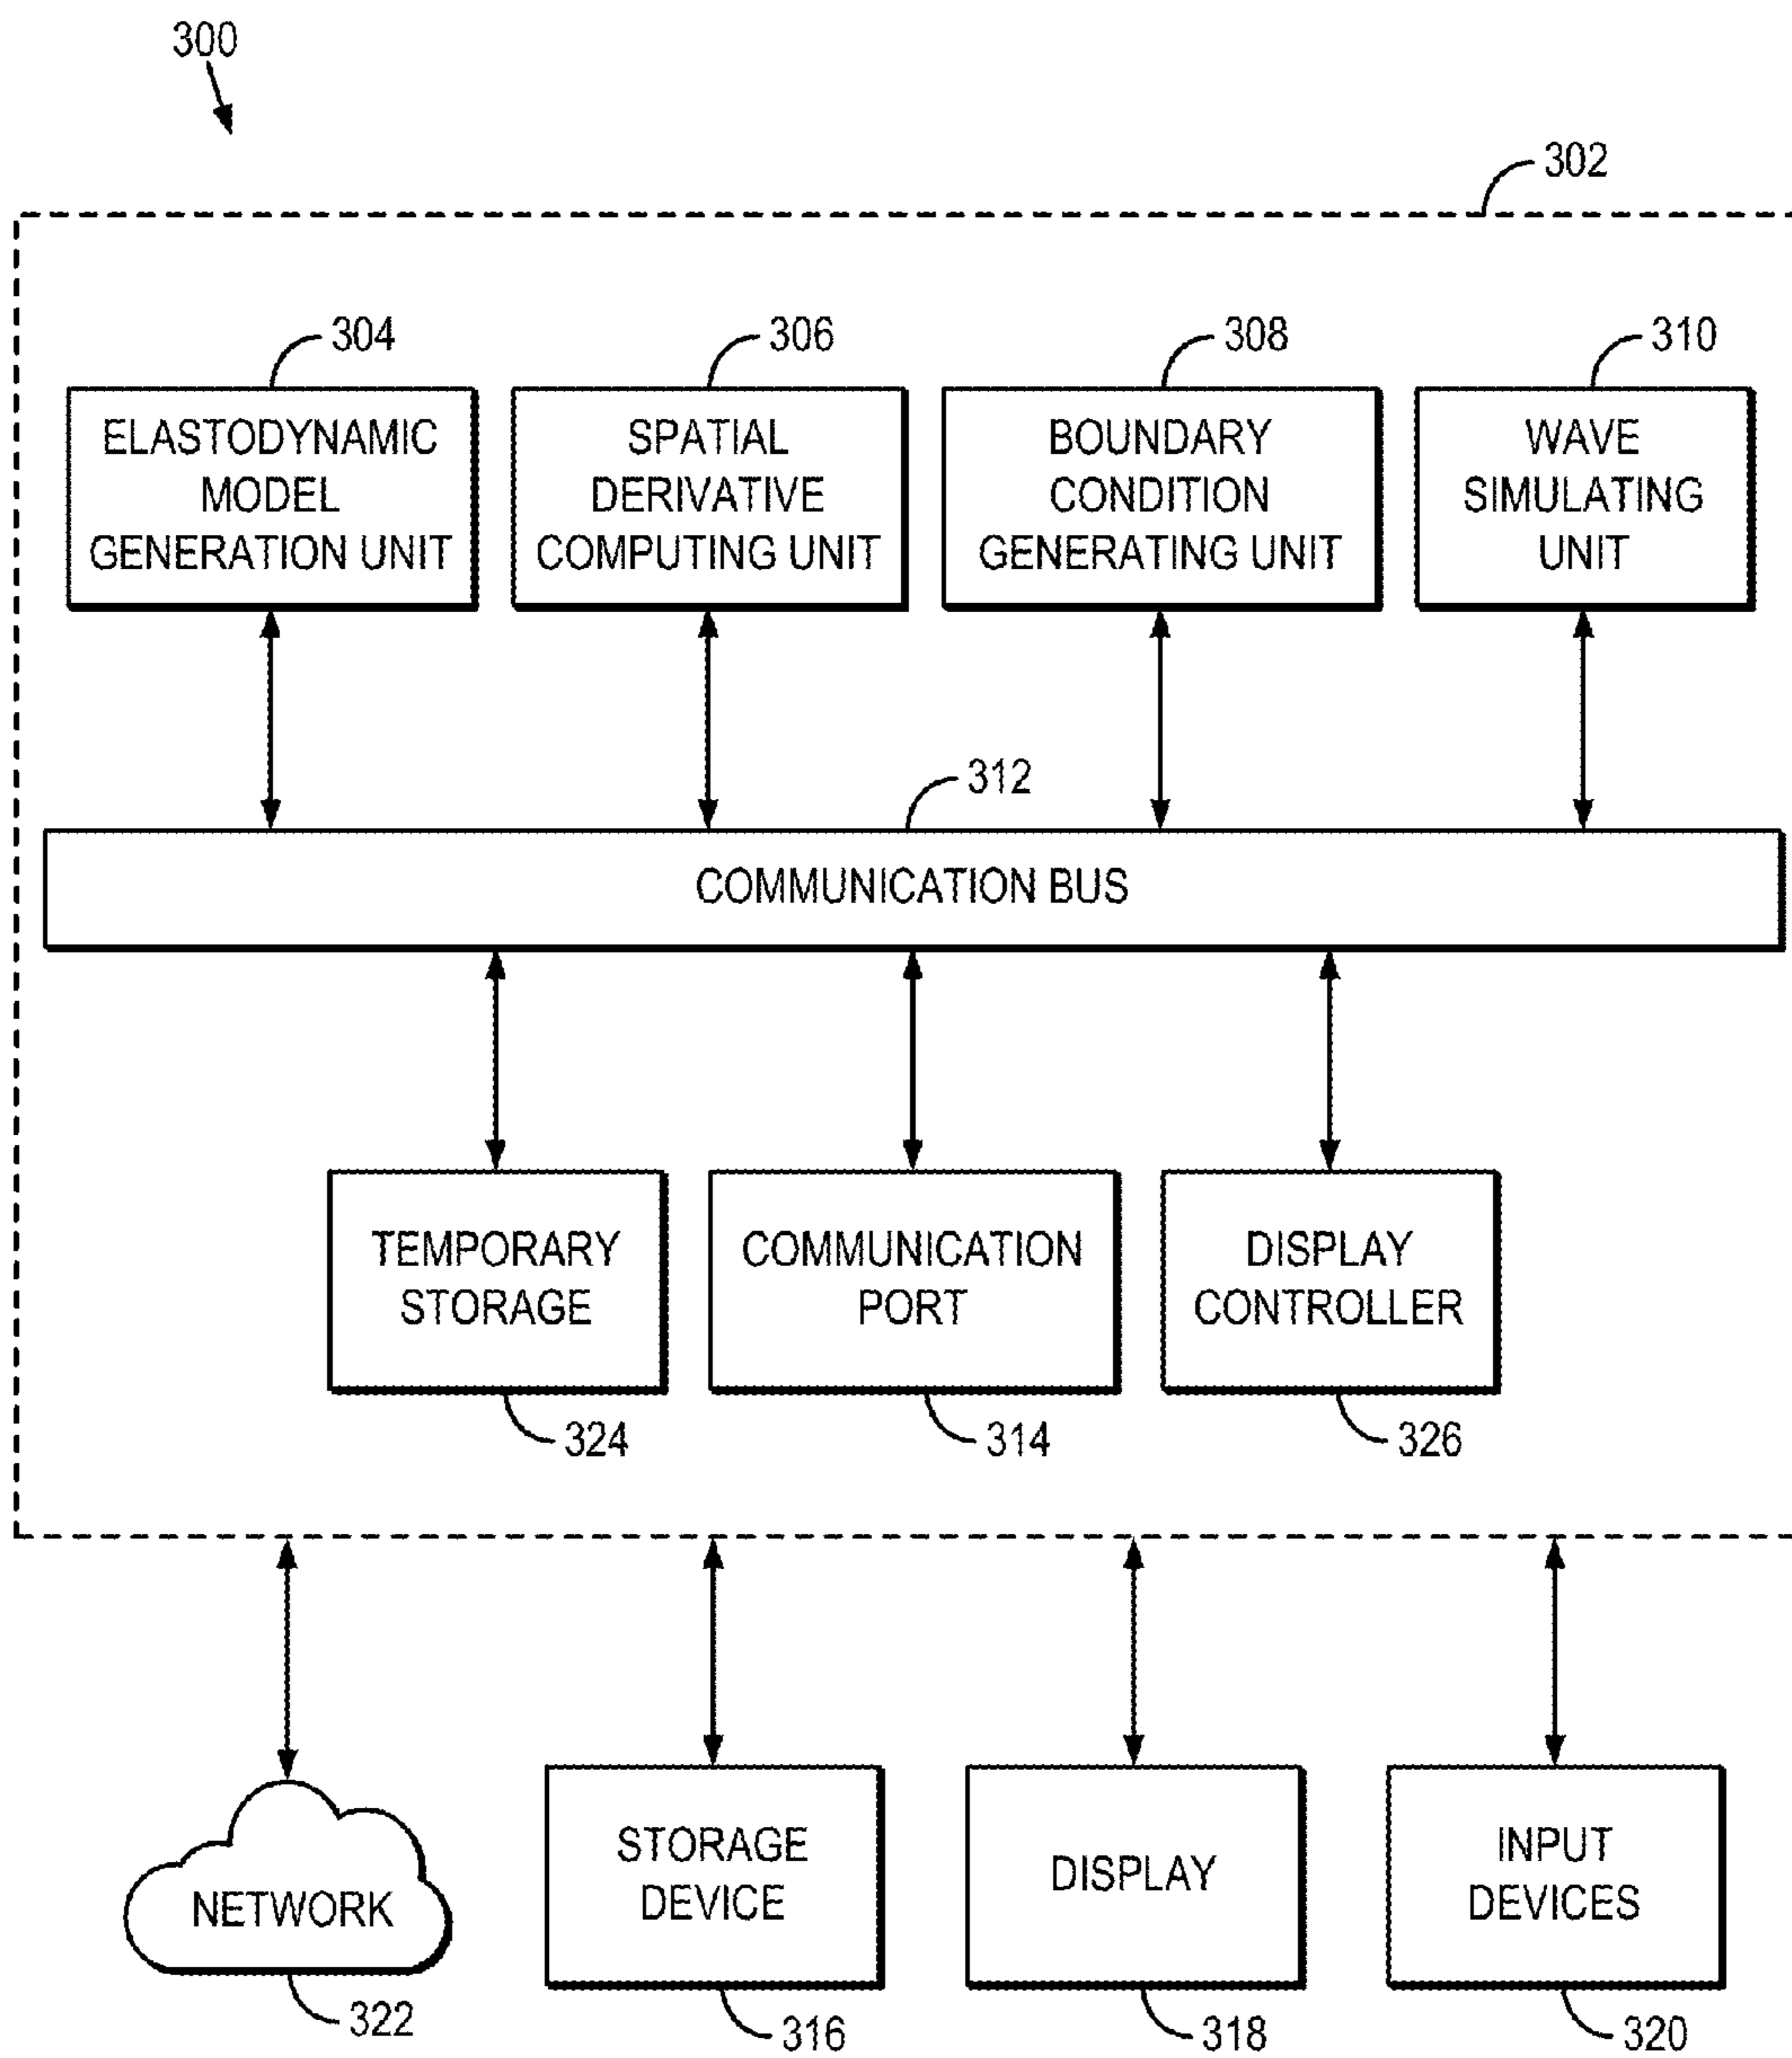 300
302
304
306
308
310
ELASTODYNAMIC
MODEL
GENERATION UNIT
SPATIAL
DERIVATIVE
COMPUTING UNIT
BOUNDARY
CONDITION
GENERATING UNIT
WAVE
SIMULATING
UNIT
312
COMMUNICATION BUS
TEMPORARY
STORAGE
COMMUNICATION
PORT
DISPLAY
CONTROLLER
324
314
326
NETWORK
STORAGE
DEVICE
DISPLAY
INPUT
DEVICES
322
316
318
320